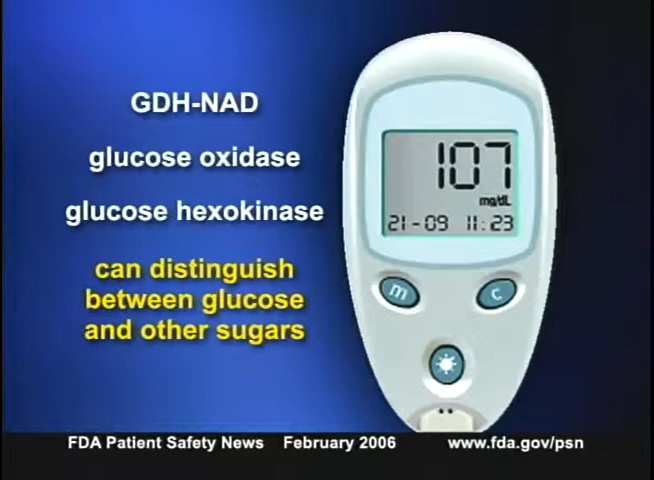 GDH-NAD
glucose oxidase
glucose hexokinase
can distinguish
between glucose
and other sugars
107
mg/dL
21-09 11:23
m
c
FDA Patient Safety News February 2006 www.fda.gov/psn